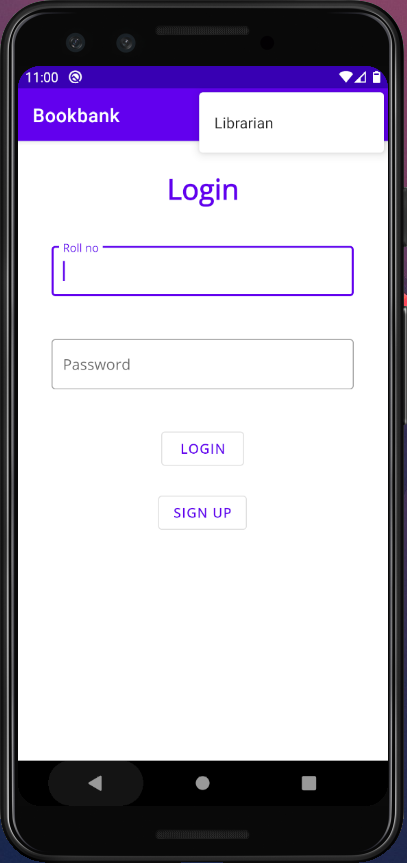 11:00
Bookbank
Librarian
Login
Roll no
Password
LOGIN
SIGN UP